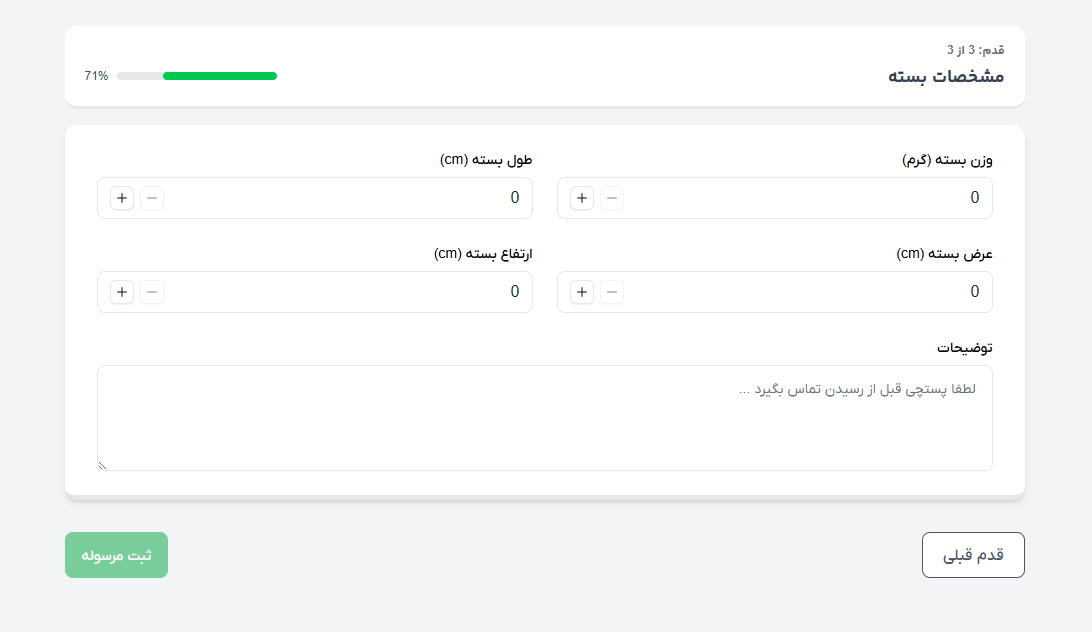 قدم: 3 از 3
مشخصات بسته
71%
وزن بسته (گرم)
طول بسته (cm)
0
0
عرض بسته (cm)
ارتفاع بسته (cm)
0
0
توضیحات
لطفا پستچی قبل از رسیدن تماس بگیرد ...
قدم قبلی
ثبت مرسوله